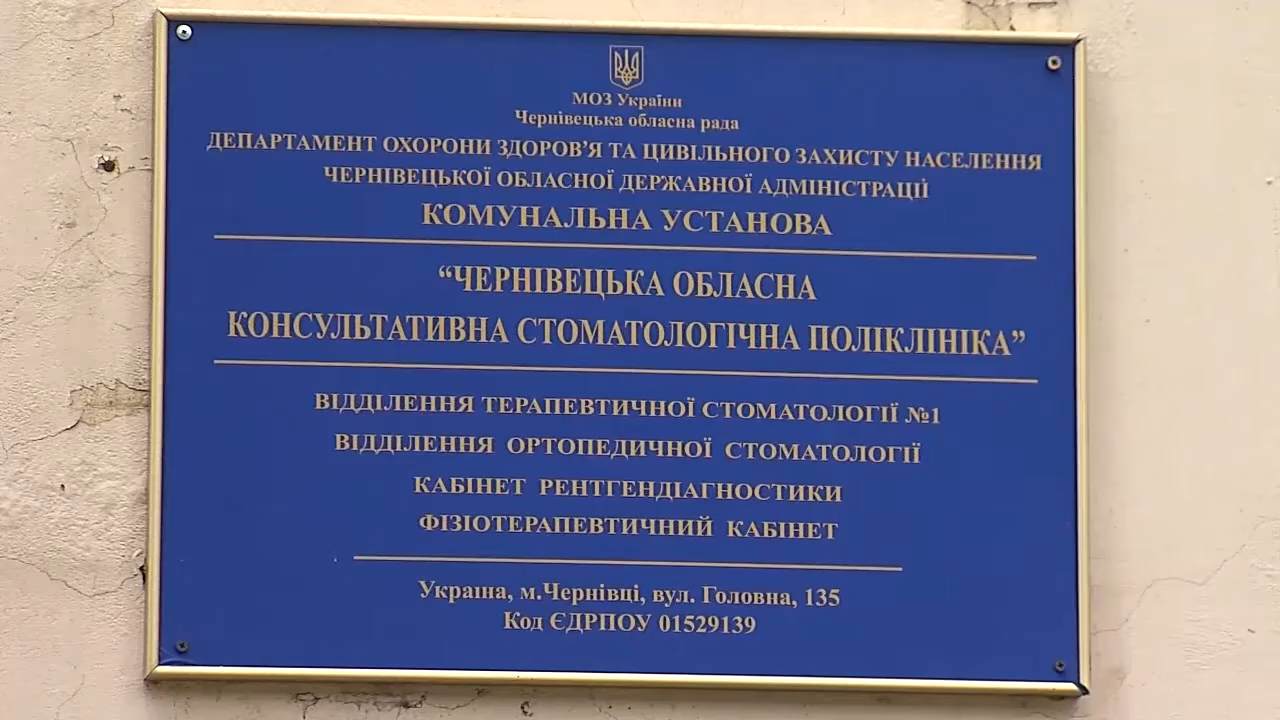 МОЗ України
Чернівецька обласна рада
ДЕПАРТАМЕНТ ОХОРОНИ ЗДОРОВ’Я ТА ЦИВІЛЬНОГО ЗАХИСТУ НАСЕЛЕННЯ
ЧЕРНІВЕЦЬКОЇ ОБЛАСНОЇ ДЕРЖАВНОЇ АДМІНІСТРАЦІЇ
КОМУНАЛЬНА УСТАНОВА
“ЧЕРНІВЕЦЬКА ОБЛАСНА
КОНСУЛЬТАТИВНА СТОМАТОЛОГІЧНА ПОЛІКЛІНІКА”
ВІДДІЛЕННЯ ТЕРАПЕВТИЧНОЇ СТОМАТОЛОГІЇ №1
ВІДДІЛЕННЯ ОРТОПЕДИЧНОЇ СТОМАТОЛОГІЇ
КАБІНЕТ РЕНТГЕНДІАГНОСТИКИ
ФІЗІОТЕРАПЕВТИЧНИЙ КАБІНЕТ
Україна, м.Чернівці, вул. Головна, 135
Код ЄДРПОУ 01529139